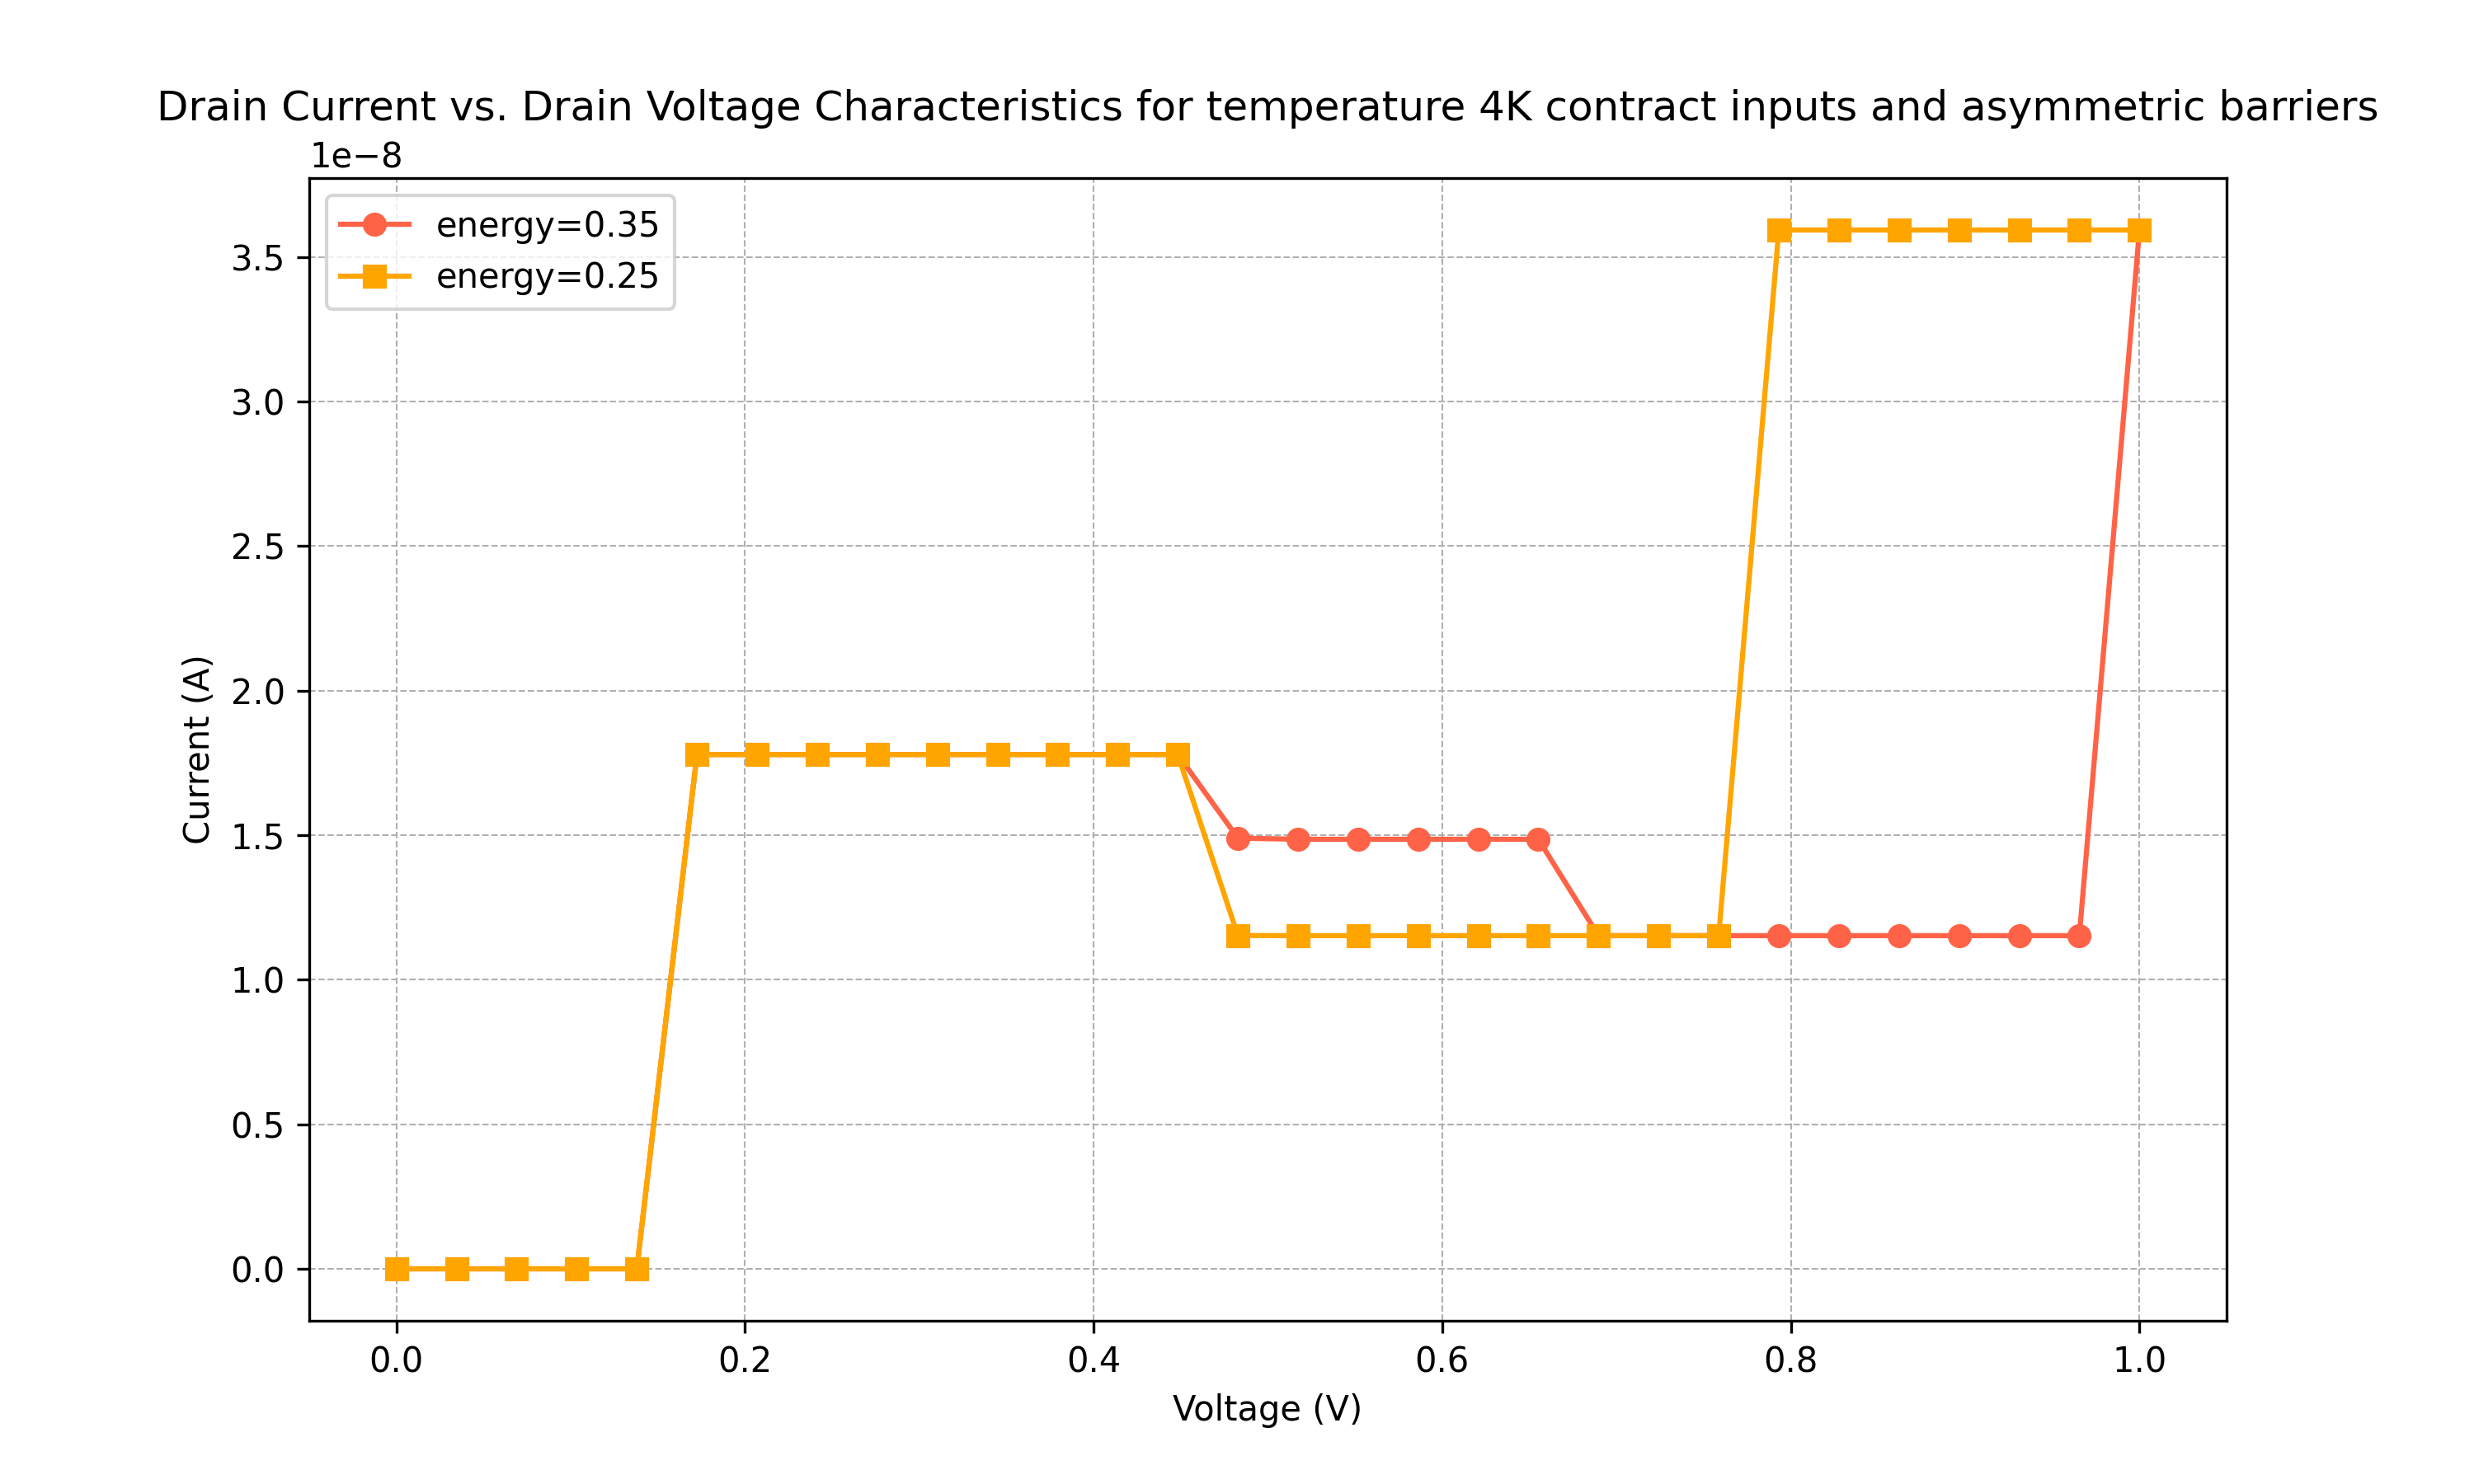 Drain Current vs. Drain Voltage Characteristics for temperature 4K contract inputs and asymmetric barriers
1e−8
energy=0.35
energy=0.25
3.5
3.0
2.5
2.0
1.5
1.0
0.5
0.0
Current (A)
0.0 0.2 0.4 0.6 0.8 1.0
Voltage (V)